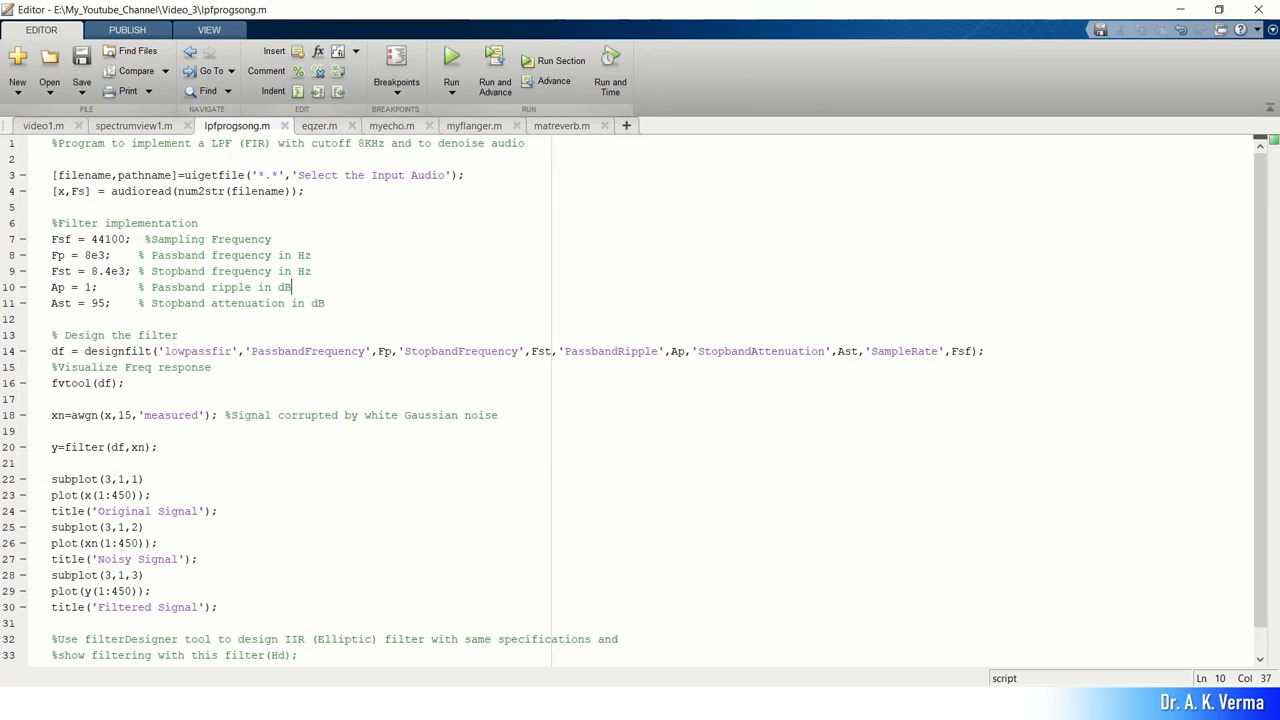 Editor - E:\My_Youtube_Channel\Video_3\lpfprogsong.m
EDITOR PUBLISH VIEW
New Open Save Find Files Compare Print Go To Find Insert Comment Indent Breakpoints Run Run and Advance Run Section Advance Run and Time
FILE NAVIGATE EDIT BREAKPOINTS RUN
video1.m spectrumview1.m lpfprogsong.m eqzer.m myecho.m myflanger.m matreverb.m
1 %Program to implement a LPF (FIR) with cutoff 8KHz and to denoise audio
2
3 [filename,pathname]=uigetfile('*.*','Select the Input Audio');
4 [x,Fs] = audioread(num2str(filename));
5
6 %Filter implementation
7 Fsf = 44100; %Sampling Frequency
8 Fp = 8e3; % Passband frequency in Hz
9 Fst = 8.4e3; % Stopband frequency in Hz
10 Ap = 1; % Passband ripple in dB
11 Ast = 95; % Stopband attenuation in dB
12
13 % Design the filter
14 df = designfilt('lowpassfir','PassbandFrequency',Fp,'StopbandFrequency',Fst,'PassbandRipple',Ap,'StopbandAttenuation',Ast,'SampleRate',Fsf);
15 %Visualize Freq response
16 fvtool(df);
17
18 xn=awgn(x,15,'measured'); %Signal corrupted by white Gaussian noise
19
20 y=filter(df,xn);
21
22 subplot(3,1,1)
23 plot(x(1:450));
24 title('Original Signal');
25 subplot(3,1,2)
26 plot(xn(1:450));
27 title('Noisy Signal');
28 subplot(3,1,3)
29 plot(y(1:450));
30 title('Filtered Signal');
31
32 %Use filterDesigner tool to design IIR (Elliptic) filter with same specifications and
33 %show filtering with this filter(Hd);
script Ln 10 Col 37
Dr. A. K. Verma